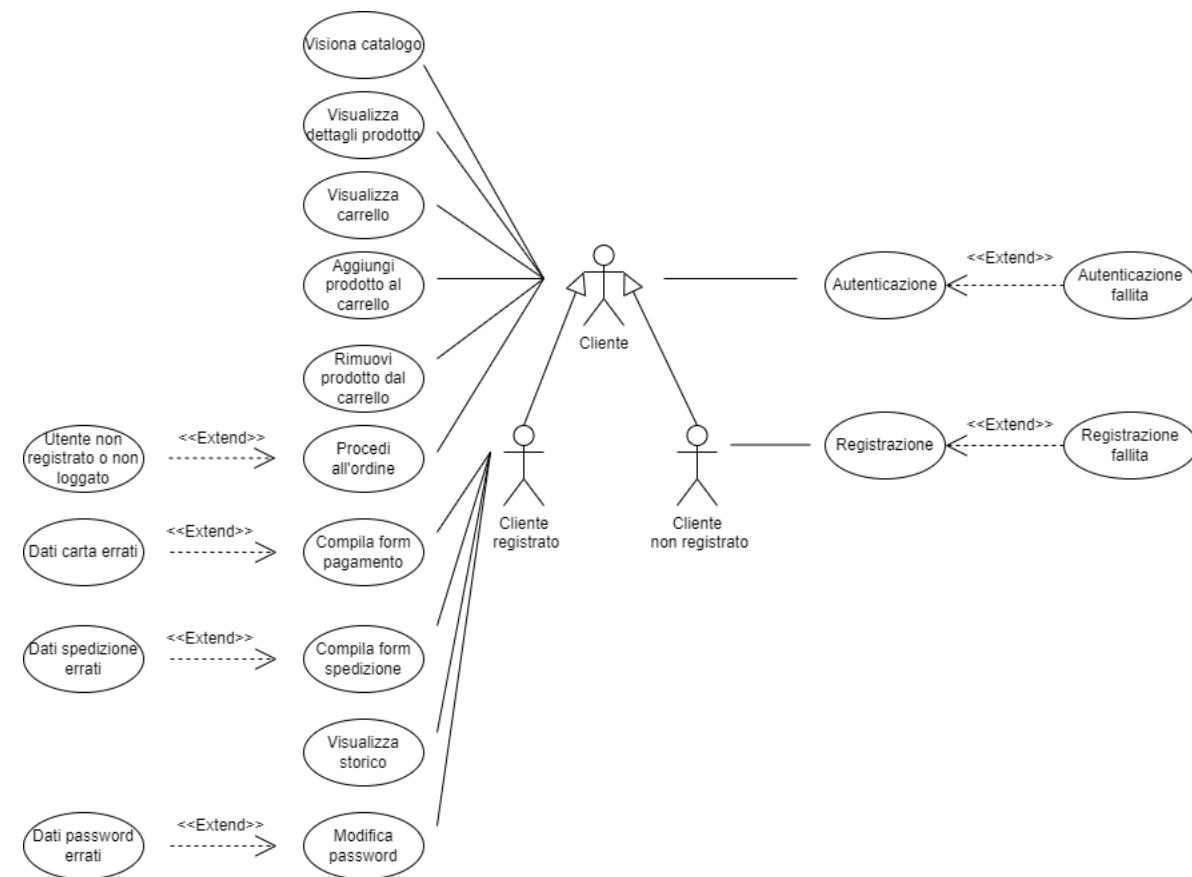 Visiona catalogo
Visualizza
dettagli prodotto
Visualizza
carrello
Aggiungi
prodotto al
carrello
Rimuovi
prodotto dal
carrello
Utente non
registrato o non
loggato
<<Extend>>
Procedi
all'ordine
Dati carta errati
<<Extend>>
Compila form
pagamento
Dati spedizione
errati
<<Extend>>
Compila form
spedizione
Visualizza
storico
Dati password
errati
<<Extend>>
Modifica
password
Cliente
Cliente
registrato
Cliente
non registrato
Autenticazione
<<Extend>>
Autenticazione
fallita
Registrazione
<<Extend>>
Registrazione
fallita